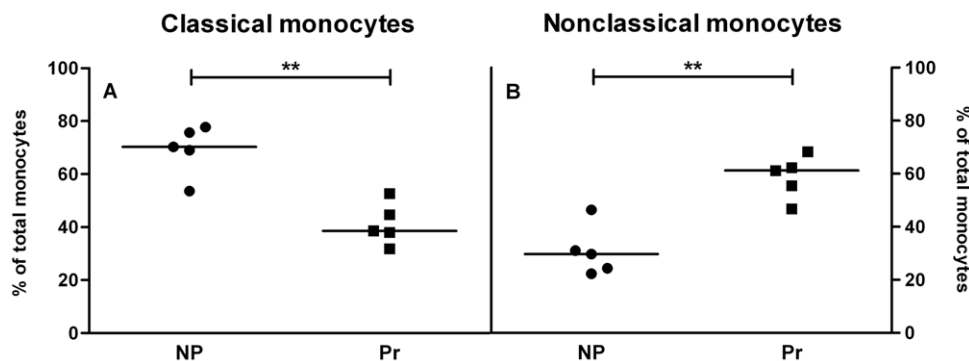 Classical monocytes
Nonclassical monocytes
% of total monocytes
100
80
60
40
20
0
A
**
NP
Pr
B
**
NP
Pr
100
80
60
40
20
0
% of total monocytes